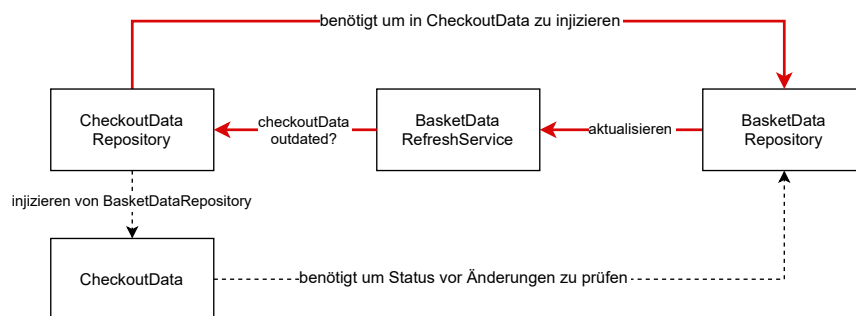 benötigt um in CheckoutData zu injizieren
CheckoutData
Repository
checkoutData
outdated?
BasketData
RefreshService
aktualisieren
BasketData
Repository
injizieren von BasketDataRepository
CheckoutData
benötigt um Status vor Änderungen zu prüfen